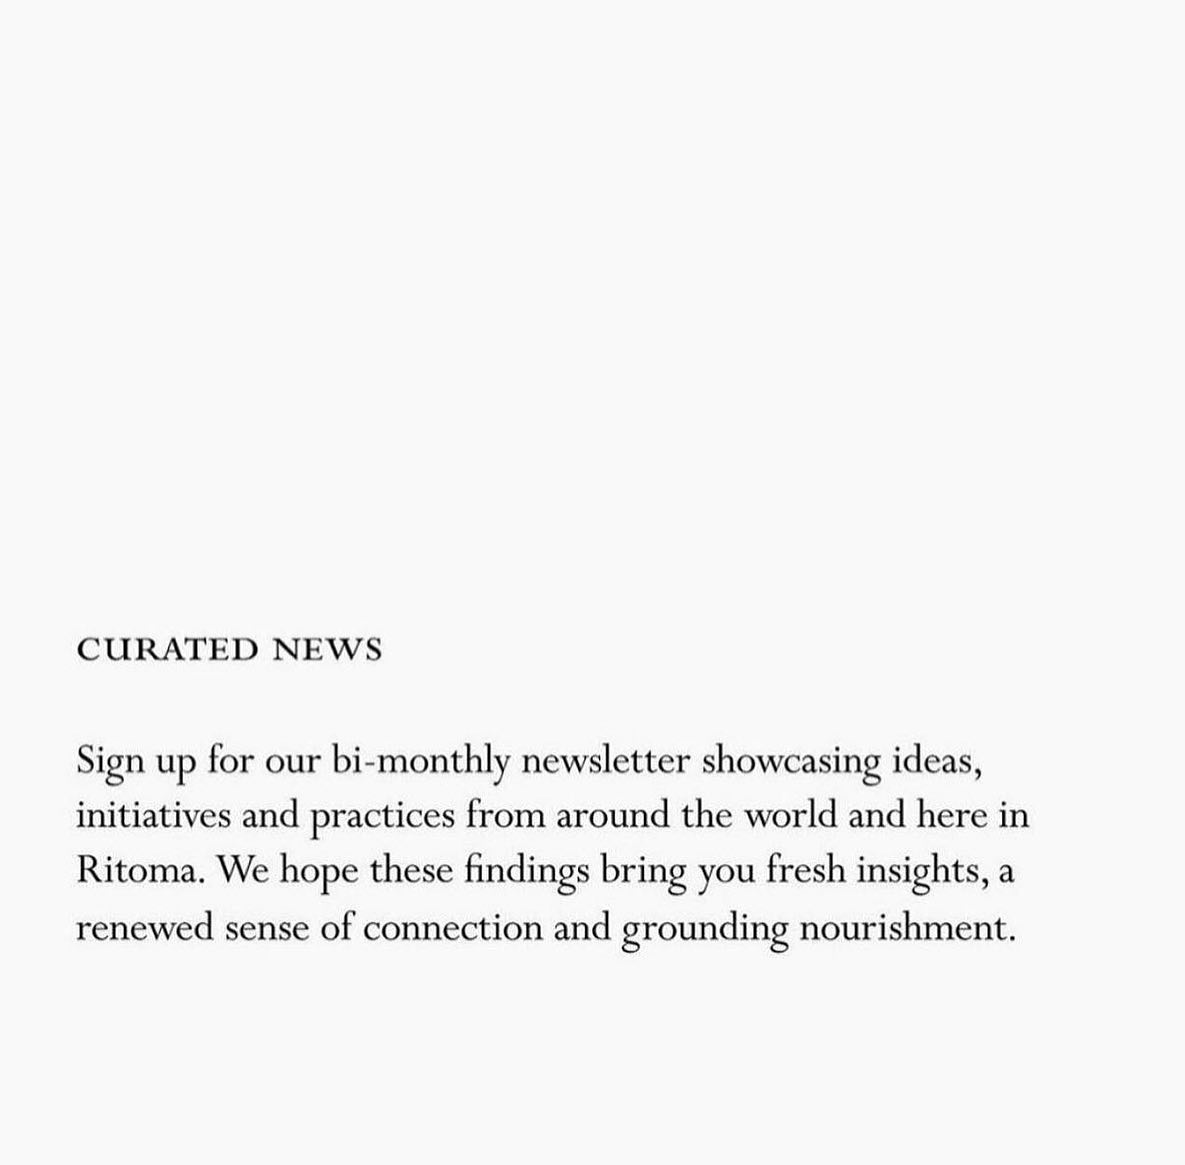 CURATED NEWS
Sign up for our bi-monthly newsletter showcasing ideas,
initiatives and practices from around the world and here in
Ritoma. We hope these findings bring you fresh insights, a
renewed sense of connection and grounding nourishment.